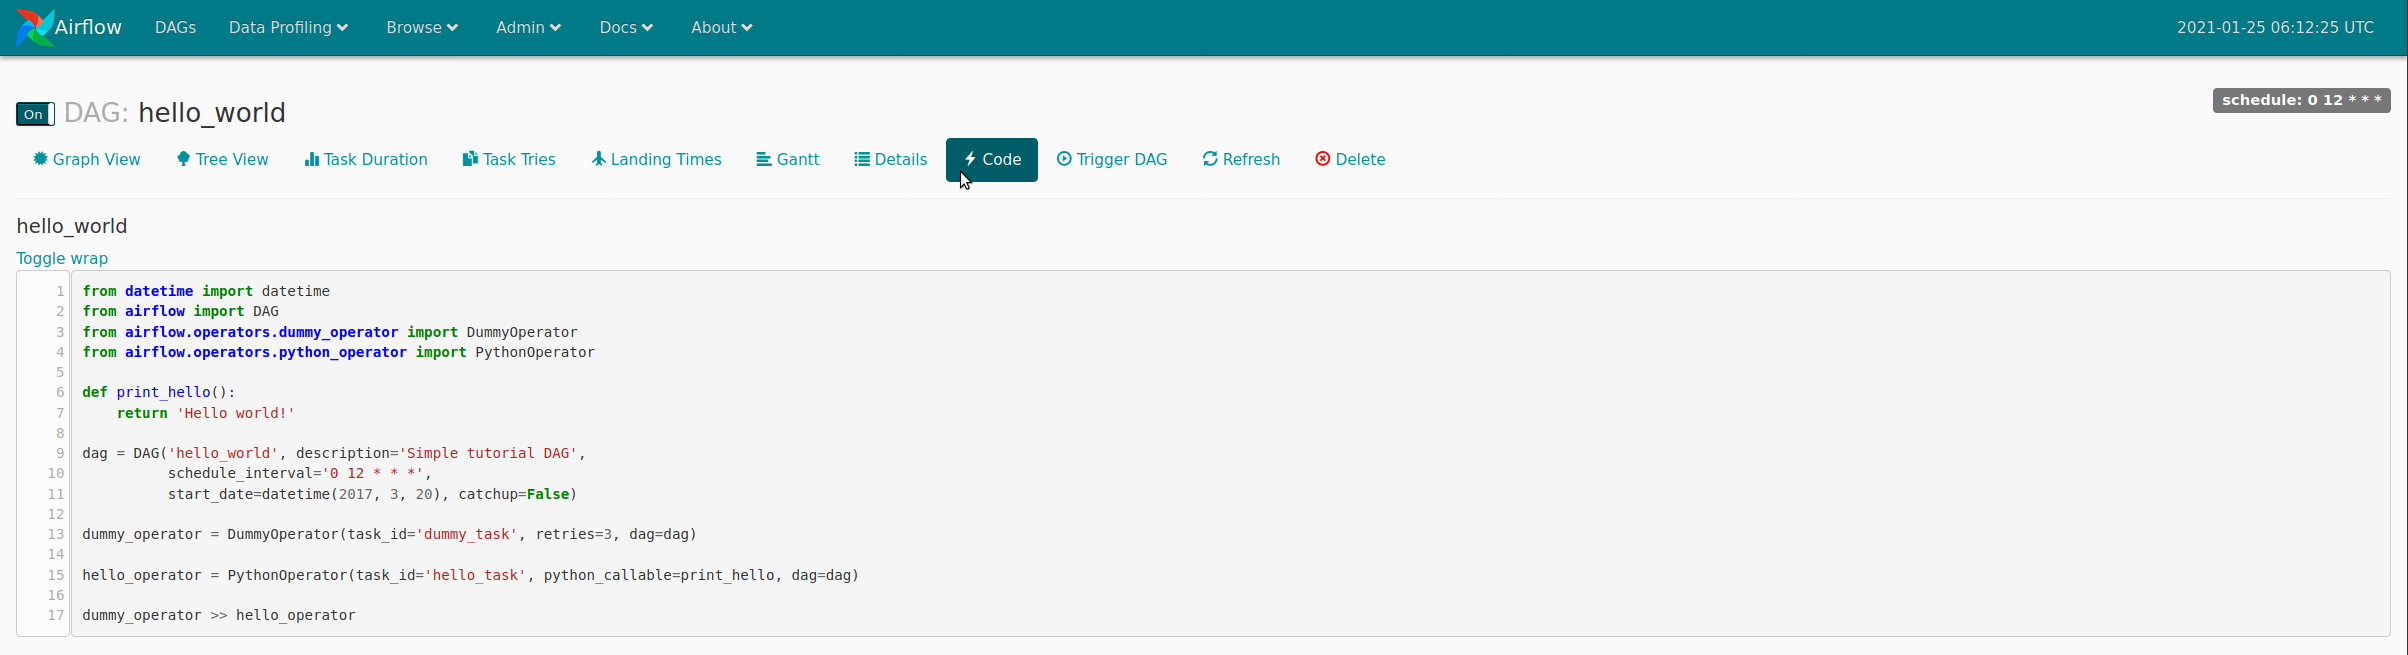 Airflow DAGs Data Profiling Browse Admin Docs About 2021-01-25 06:12:25 UTC
On DAG: hello_world schedule: 0 12 * * *
Graph View Tree View Task Duration Task Tries Landing Times Gantt Details Code Trigger DAG Refresh Delete
hello_world
Toggle wrap
1 from datetime import datetime
2 from airflow import DAG
3 from airflow.operators.dummy_operator import DummyOperator
4 from airflow.operators.python_operator import PythonOperator
5
6 def print_hello():
7     return 'Hello world!'
8
9 dag = DAG('hello_world', description='Simple tutorial DAG',
10           schedule_interval='0 12 * * *',
11           start_date=datetime(2017, 3, 20), catchup=False)
12
13 dummy_operator = DummyOperator(task_id='dummy_task', retries=3, dag=dag)
14
15 hello_operator = PythonOperator(task_id='hello_task', python_callable=print_hello, dag=dag)
16
17 dummy_operator >> hello_operator